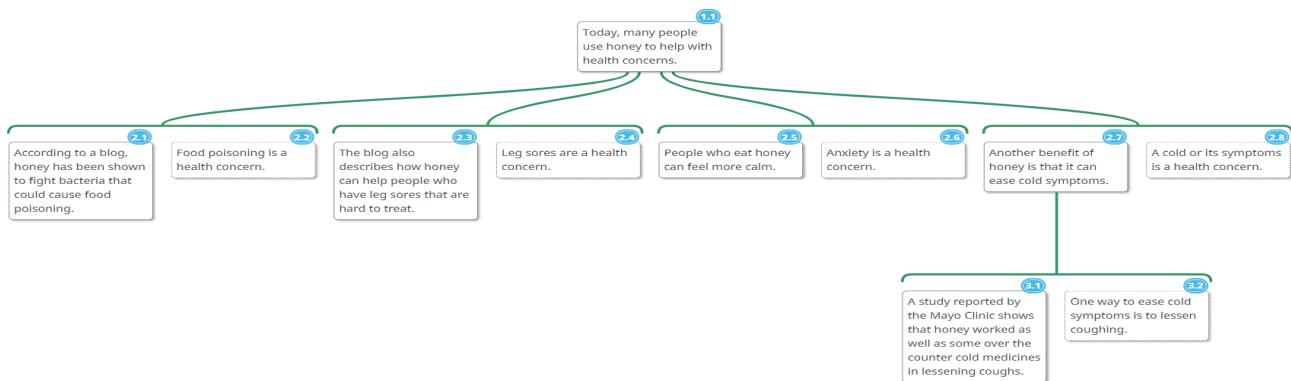 1.1
Today, many people
use honey to help with
health concerns.
2.1
According to a blog,
honey has been shown
to fight bacteria that
could cause food
poisoning.
2.2
Food poisoning is a
health concern.
2.3
The blog also
describes how honey
can help people who
have leg sores that are
hard to treat.
2.4
Leg sores are a health
concern.
2.5
People who eat honey
can feel more calm.
2.6
Anxiety is a health
concern.
2.7
Another benefit of
honey is that it can
ease cold symptoms.
2.8
A cold or its symptoms
is a health concern.
3.1
A study reported by
the Mayo Clinic shows
that honey worked as
well as some over the
counter cold medicines
in lessening coughs.
3.2
One way to ease cold
symptoms is to lessen
coughing.